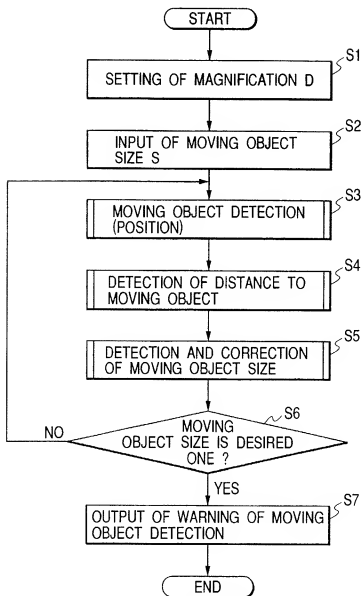 START
S1
SETTING OF MAGNIFICATION D
S2
INPUT OF MOVING OBJECT
SIZE S
S3
MOVING OBJECT DETECTION
(POSITION)
S4
DETECTION OF DISTANCE TO
MOVING OBJECT
S5
DETECTION AND CORRECTION
OF MOVING OBJECT SIZE
S6
MOVING
OBJECT SIZE IS DESIRED
ONE ?
NO
YES
S7
OUTPUT OF WARNING OF MOVING
OBJECT DETECTION
END